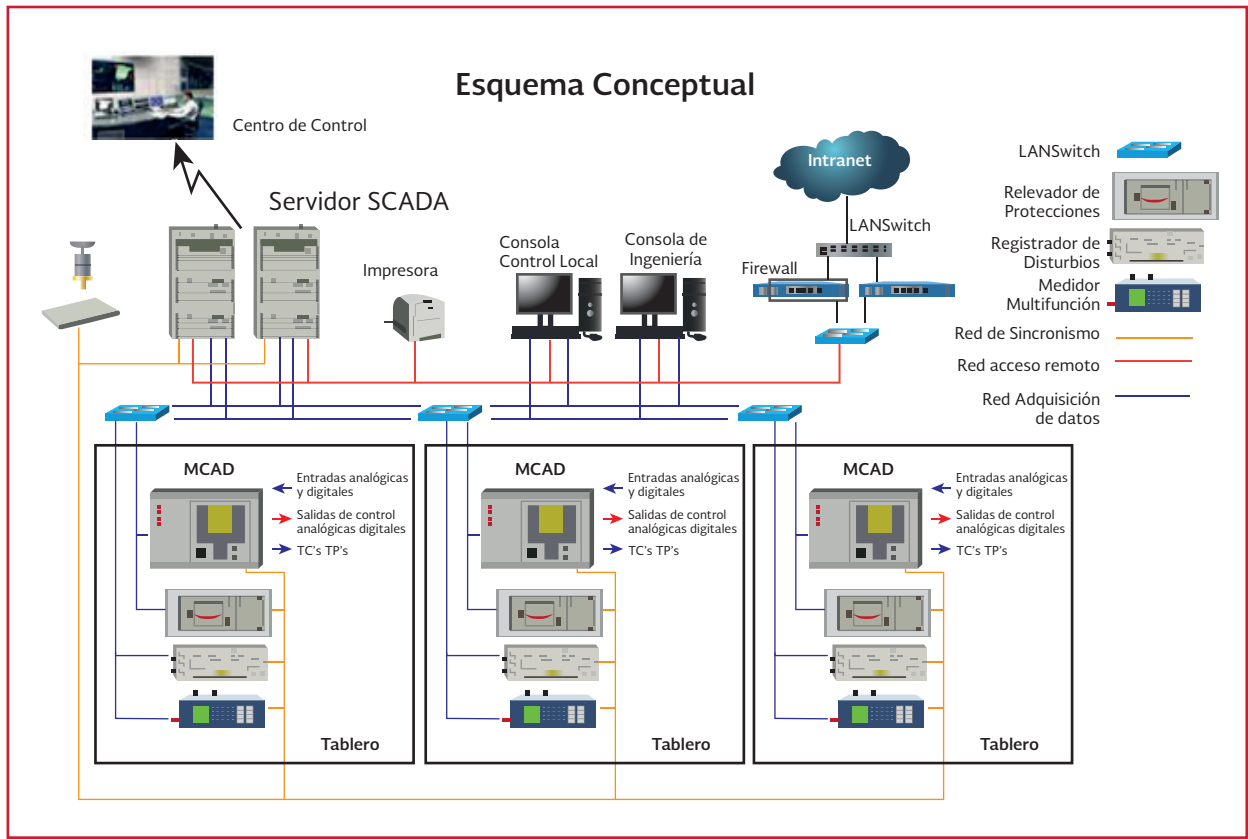 Esquema Conceptual
Centro de Control
Servidor SCADA
Impresora
Consola
Control Local
Consola de
Ingeniería
Intranet
LANSwitch
Firewall
LANSwitch
Relevador de
Protecciones
Registrador de
Disturbios
Medidor
Multifunción
Red de Sincronismo
Red acceso remoto
Red Adquisición
de datos
MCAD
Entradas analógicas
y digitales
Salidas de control
analógicas digitales
TC's TP's
Tablero
MCAD
Entradas analógicas
y digitales
Salidas de control
analógicas digitales
TC's TP's
Tablero
MCAD
Entradas analógicas
y digitales
Salidas de control
analógicas digitales
TC's TP's
Tablero